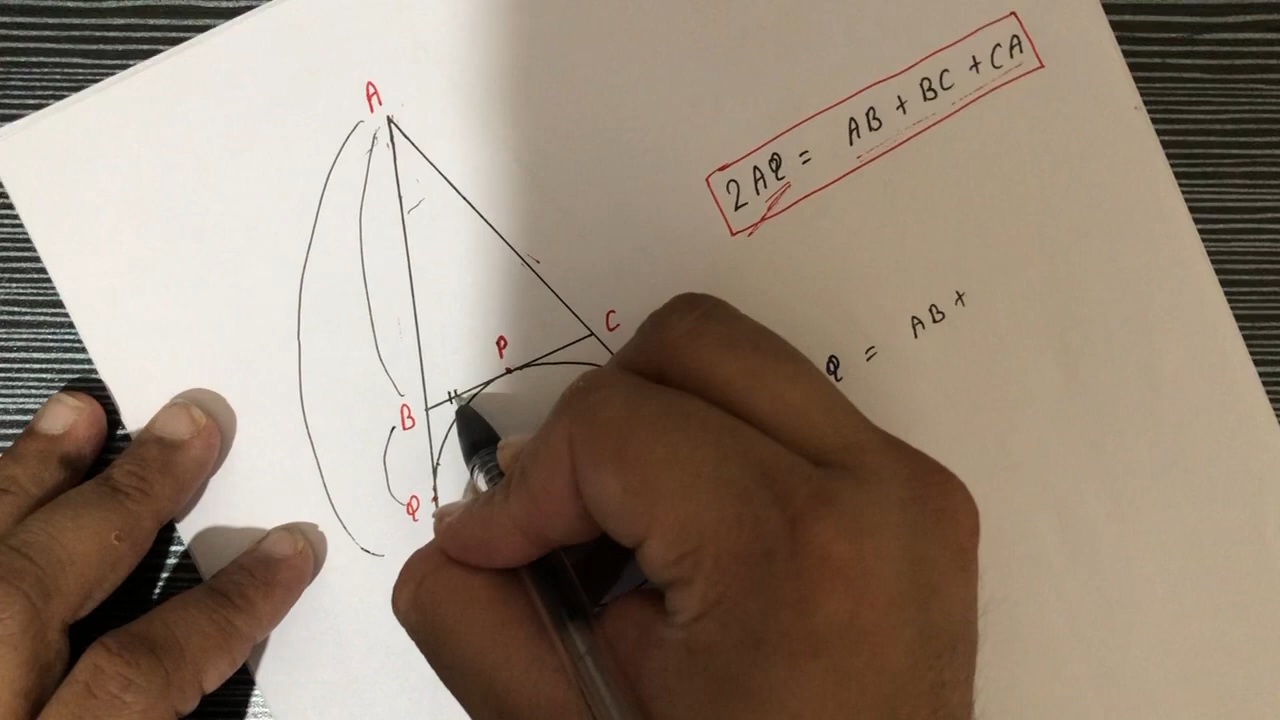 A
2AQ = AB + BC + CA
C
P
Q = AB +
B
Q